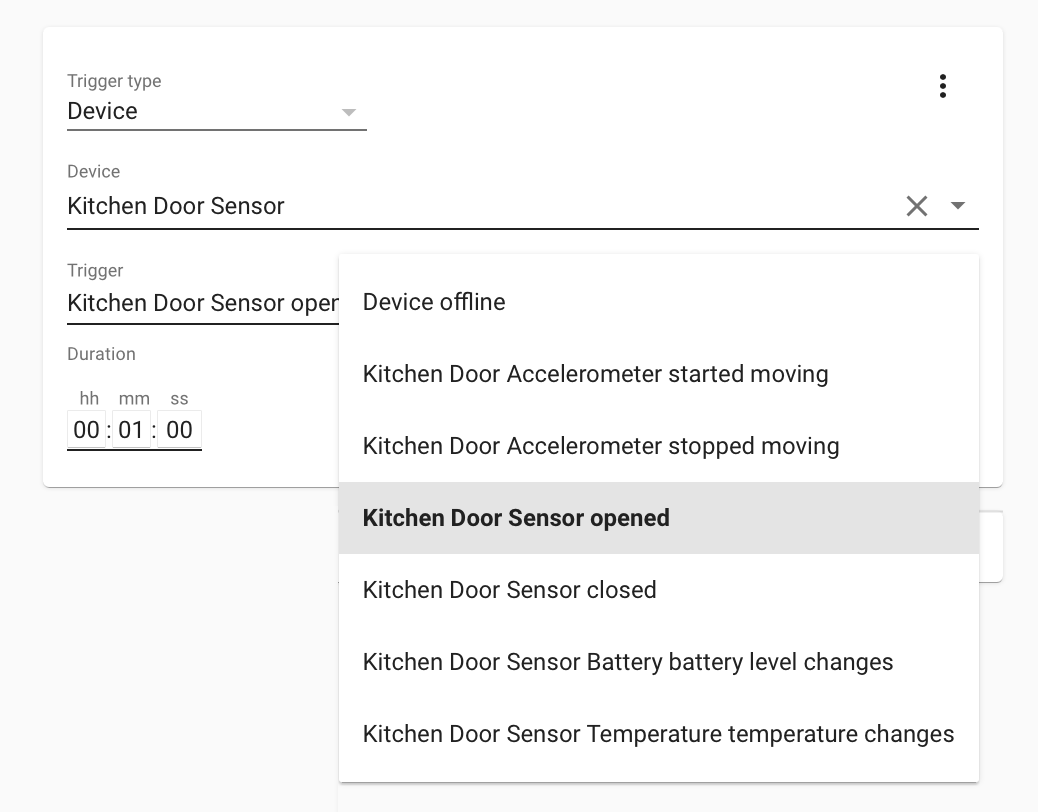 Trigger type
Device
Device
Kitchen Door Sensor
Trigger
Kitchen Door Sensor open
Duration
hh mm ss
00 : 01 : 00
Device offline
Kitchen Door Accelerometer started moving
Kitchen Door Accelerometer stopped moving
Kitchen Door Sensor opened
Kitchen Door Sensor closed
Kitchen Door Sensor Battery battery level changes
Kitchen Door Sensor Temperature temperature changes